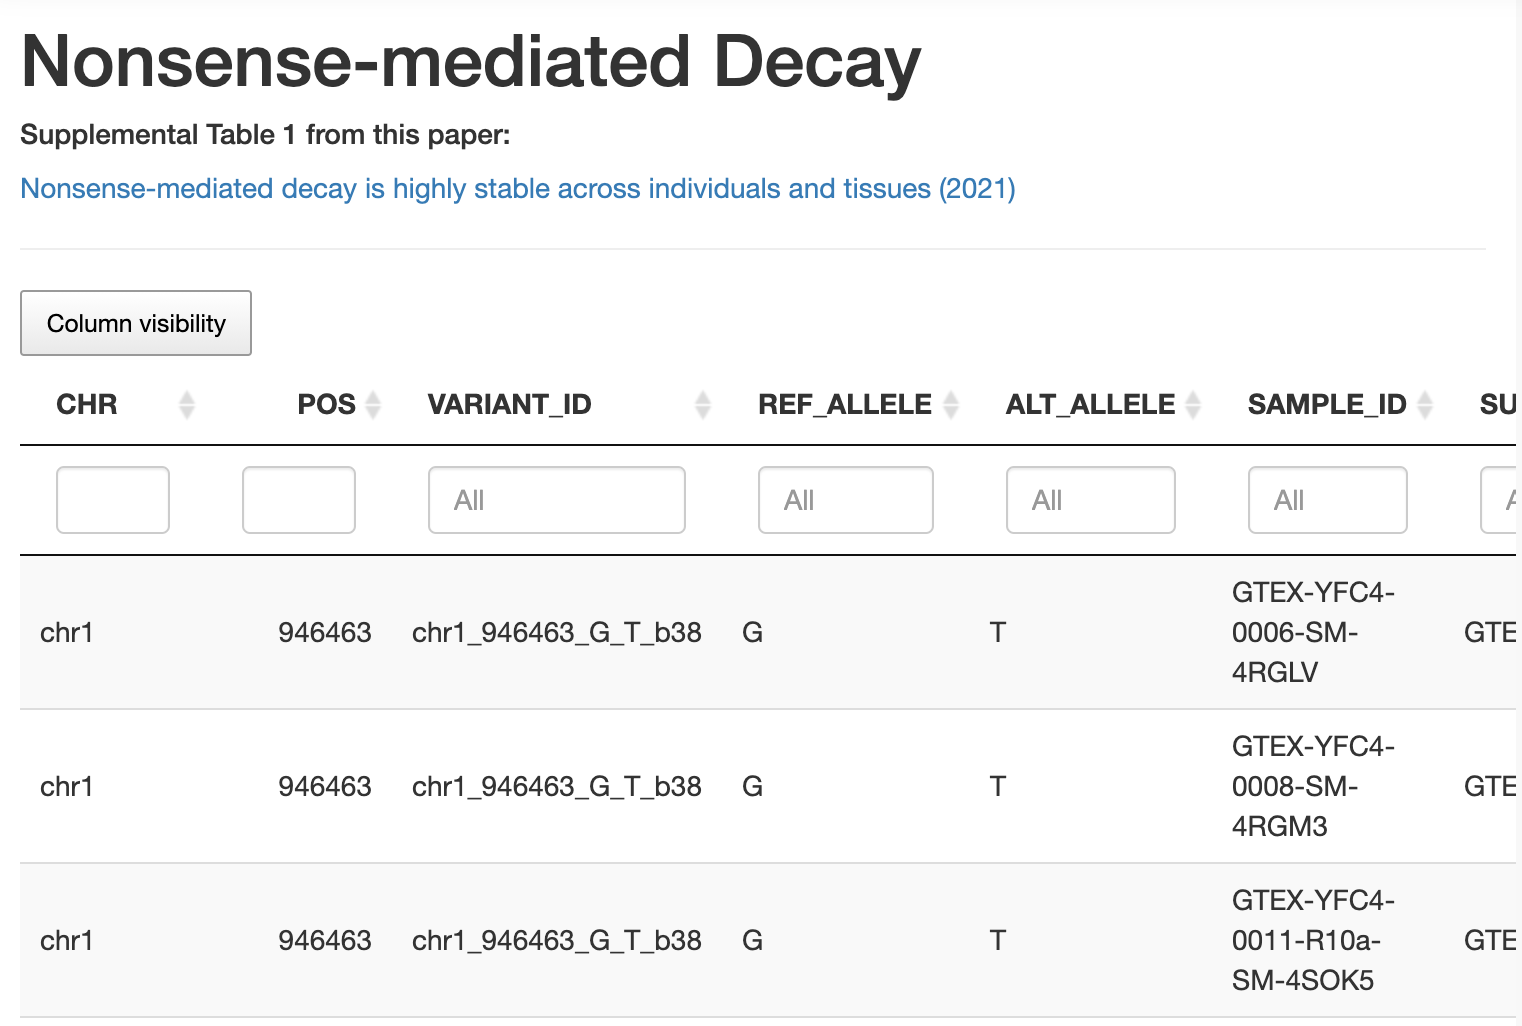 Nonsense-mediated Decay
Supplemental Table 1 from this paper:
Nonsense-mediated decay is highly stable across individuals and tissues (2021)
Column visibility
CHR POS VARIANT_ID REF_ALLELE ALT_ALLELE SAMPLE_ID SU
All All All All
chr1 946463 chr1_946463_G_T_b38 G T GTEX-YFC4-
0006-SM-
4RGLV GTE
chr1 946463 chr1_946463_G_T_b38 G T GTEX-YFC4-
0008-SM-
4RGM3 GTE
chr1 946463 chr1_946463_G_T_b38 G T GTEX-YFC4-
0011-R10a-
SM-4SOK5 GTE